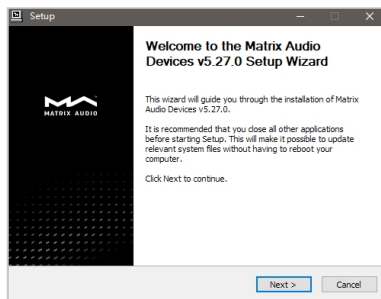 Setup
Welcome to the Matrix Audio
Devices v5.27.0 Setup Wizard
MATRIX AUDIO
This wizard will guide you through the installation of Matrix
Audio Devices v5.27.0.
It is recommended that you close all other applications
before starting Setup. This will make it possible to update
relevant system files without having to reboot your
computer.
Click Next to continue.
Next >
Cancel